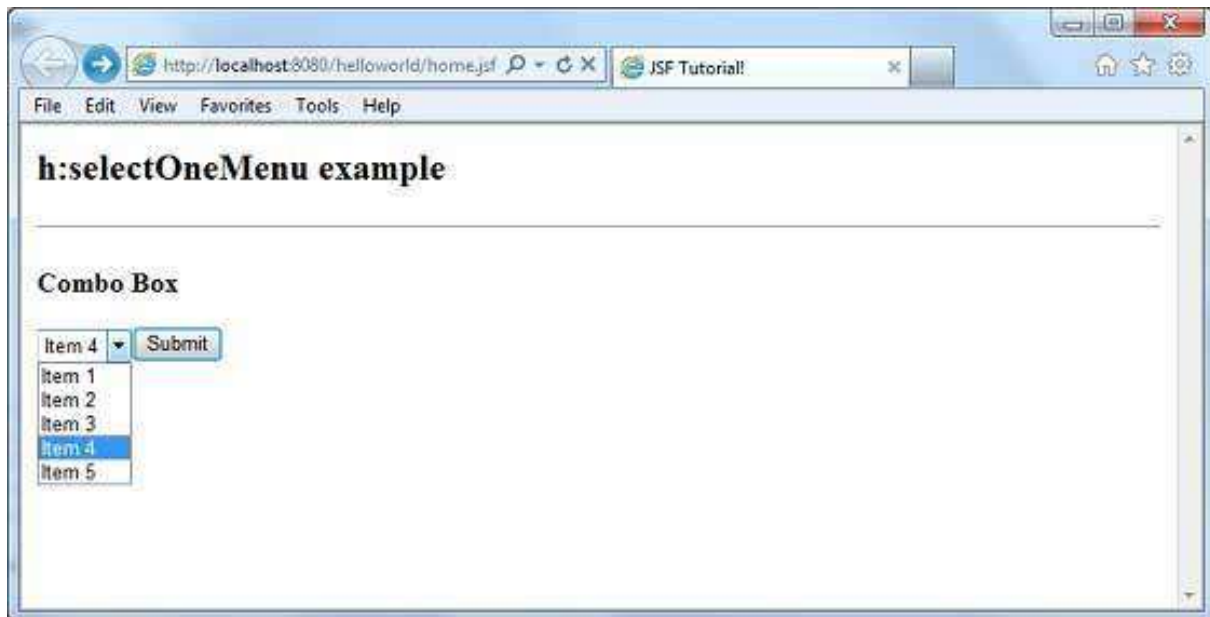 http://localhost:8080/helloworld/home.jsf
JSF Tutorial!
File Edit View Favorites Tools Help
h:selectOneMenu example
Combo Box
Item 4 Submit
Item 1
Item 2
Item 3
Item 4
Item 5